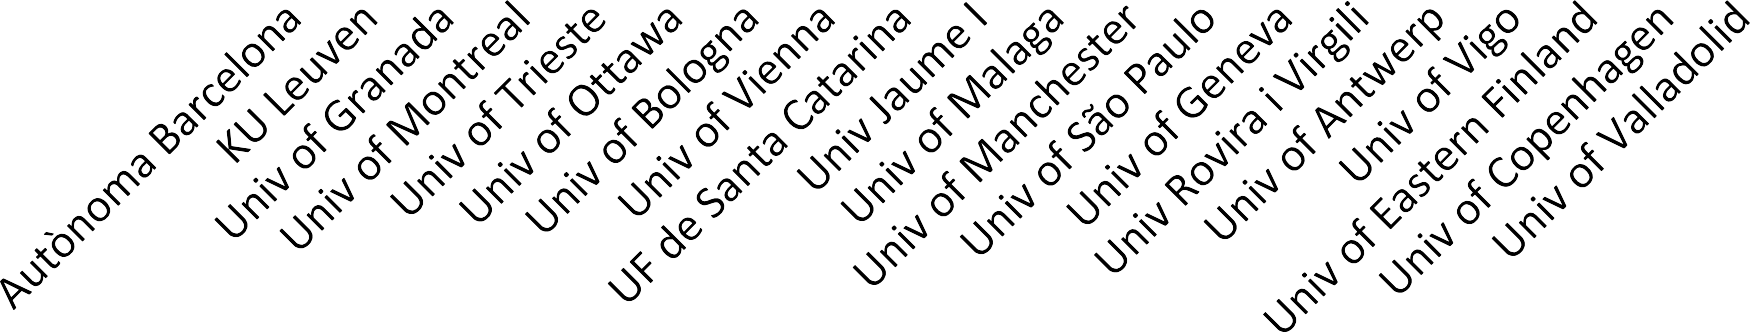 Autònoma Barcelona
KU Leuven
Univ of Granada
Univ of Montreal
Univ of Trieste
Univ of Ottawa
Univ of Bologna
Univ of Vienna
UF de Santa Catarina
Univ Jaume I
Univ of Malaga
Univ of Manchester
Univ of São Paulo
Univ of Geneva
Univ Rovira i Virgili
Univ of Antwerp
Univ of Vigo
Univ of Eastern Finland
Univ of Copenhagen
Univ of Valladolid